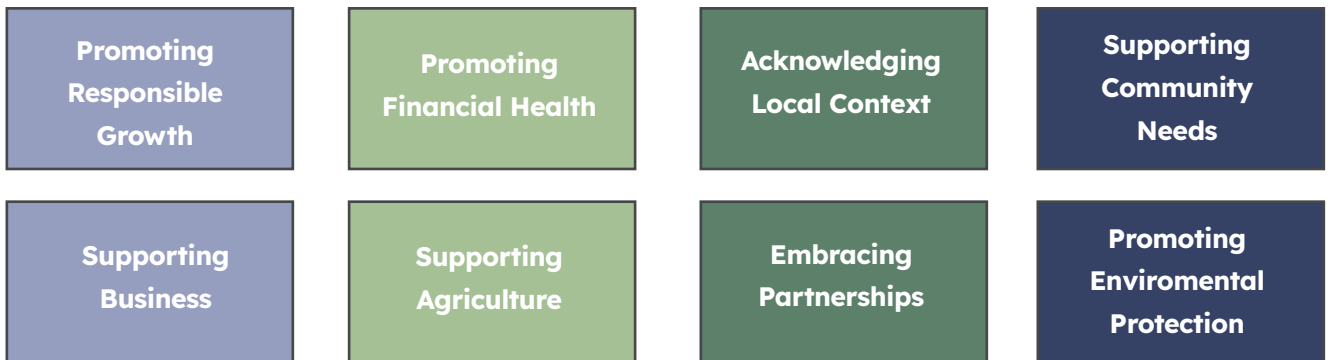 Promoting
Responsible
Growth
Promoting
Financial Health
Acknowledging
Local Context
Supporting
Community
Needs
Supporting
Business
Supporting
Agriculture
Embracing
Partnerships
Promoting
Enviromental
Protection